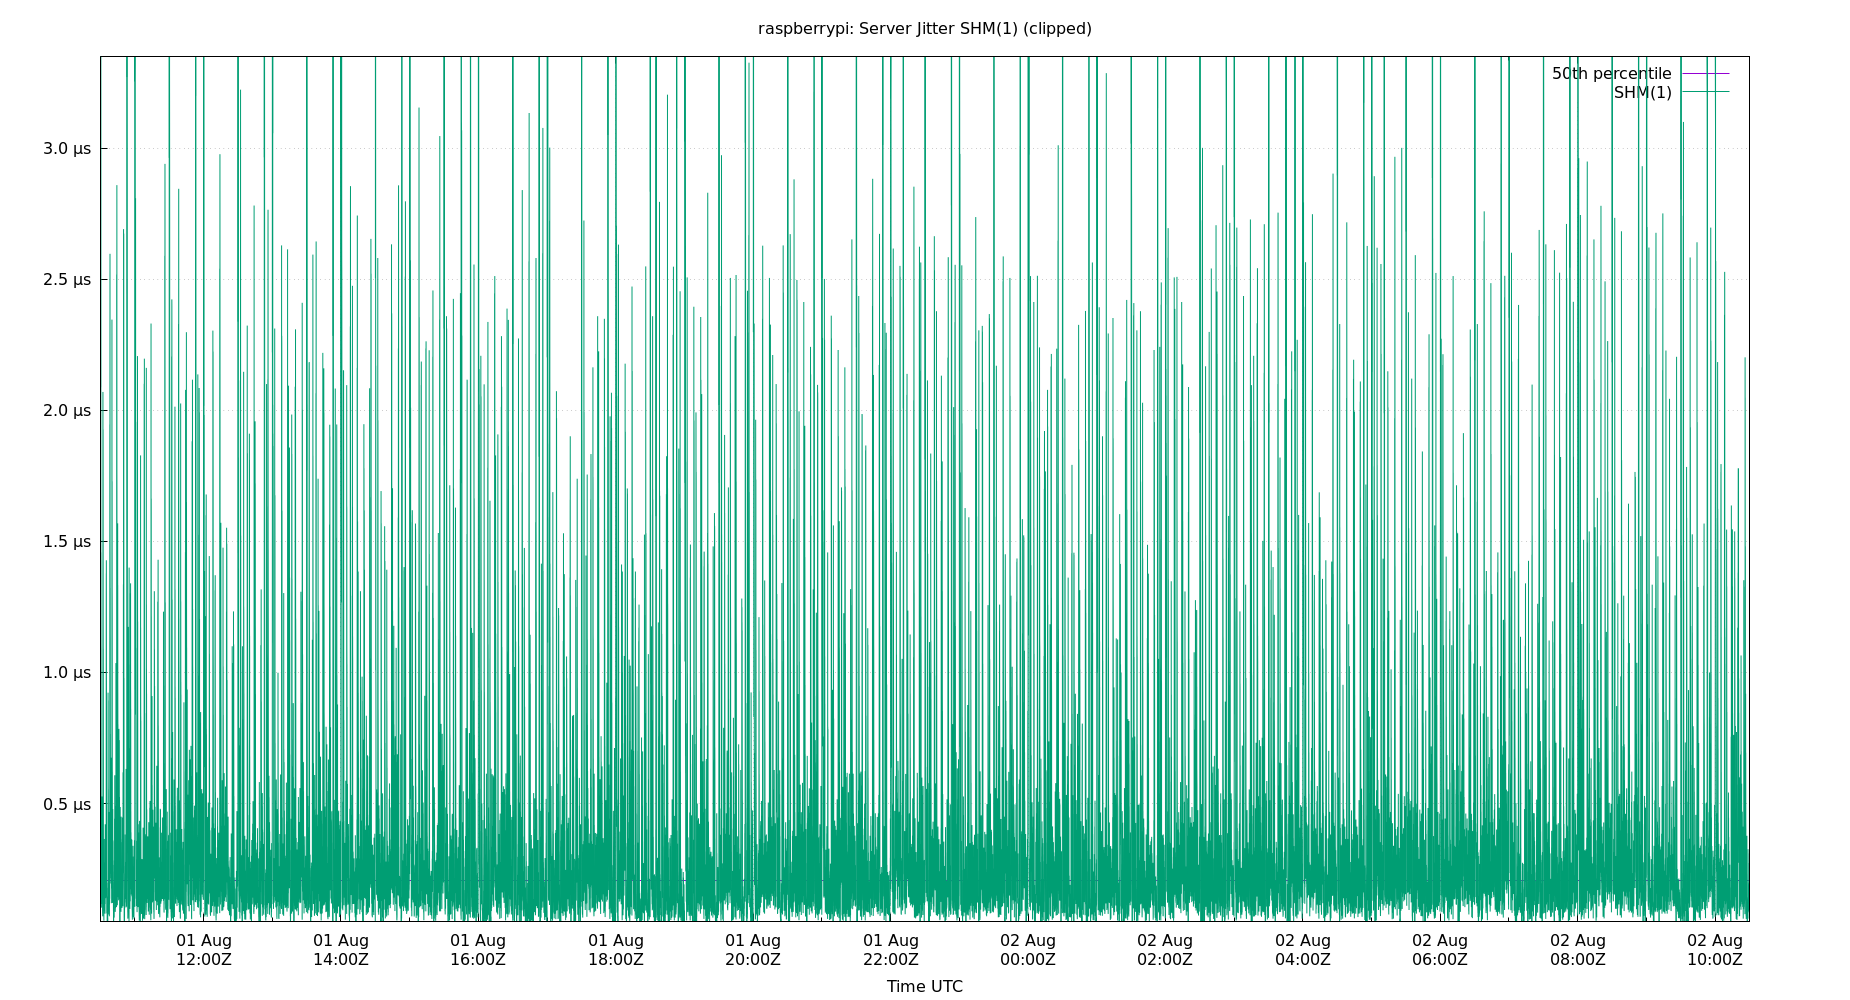 raspberrypi: Server Jitter SHM(1) (clipped)
50th percentile
SHM(1)
3.0 µs
2.5 µs
2.0 µs
1.5 µs
1.0 µs
0.5 µs
01 Aug 01 Aug 01 Aug 01 Aug 01 Aug 01 Aug 02 Aug 02 Aug 02 Aug 02 Aug 02 Aug 02 Aug
12:00Z 14:00Z 16:00Z 18:00Z 20:00Z 22:00Z 00:00Z 02:00Z 04:00Z 06:00Z 08:00Z 10:00Z
Time UTC